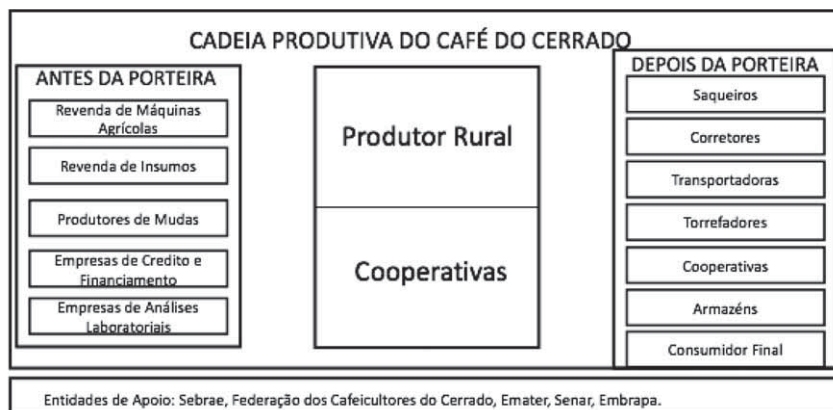 CADEIA PRODUTIVA DO CAFÉ DO CERRADO
ANTES DA PORTEIRA
Revenda de Máquinas
Agrícolas
Revenda de Insumos
Produtores de Mudas
Empresas de Credito e
Financiamento
Empresas de Análises
Laboratoriais
Produtor Rural
Cooperativas
DEPOIS DA PORTEIRA
Saqueiros
Corretores
Transportadoras
Torrefadores
Cooperativas
Armazéns
Consumidor Final
Entidades de Apoio: Sebrae, Federação dos Cafeicultores do Cerrado, Emater, Senar, Embrapa.